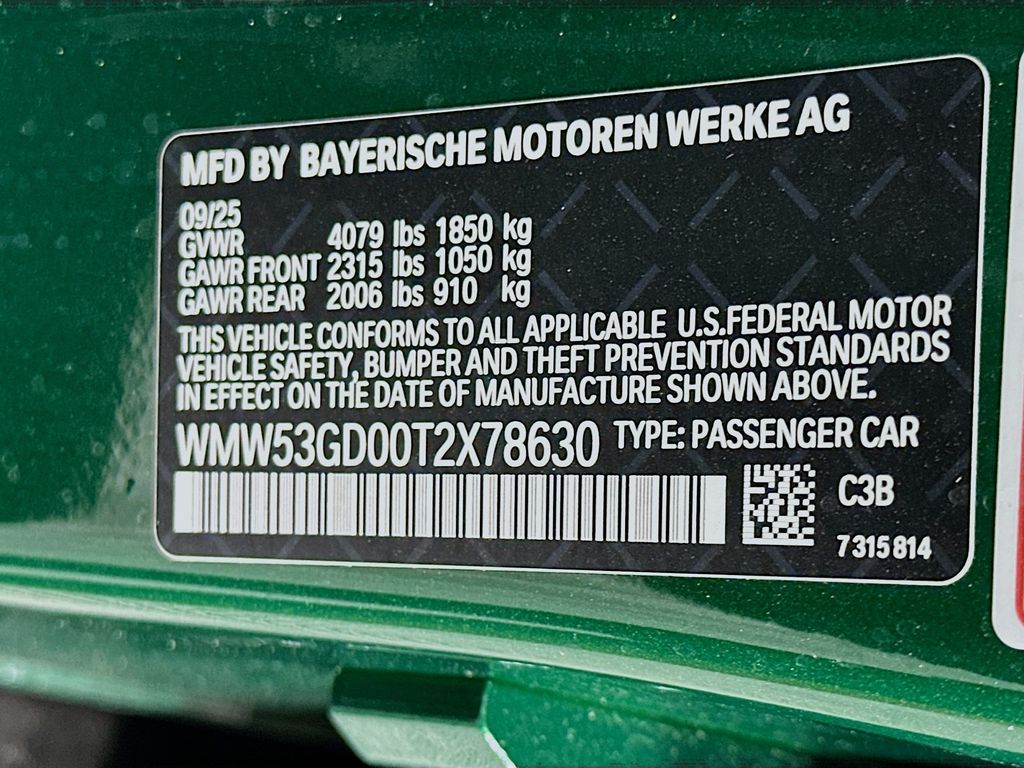 MFD BY BAYERISCHE MOTOREN WERKE AG
09/25
GVWR 4079 lbs 1850 kg
GAWR FRONT 2315 lbs 1050 kg
GAWR REAR 2006 lbs 910 kg
THIS VEHICLE CONFORMS TO ALL APPLICABLE U.S.FEDERAL MOTOR
VEHICLE SAFETY, BUMPER AND THEFT PREVENTION STANDARDS
IN EFFECT ON THE DATE OF MANUFACTURE SHOWN ABOVE.
WMW53GD00T2X78630 TYPE: PASSENGER CAR
C3B
7315814